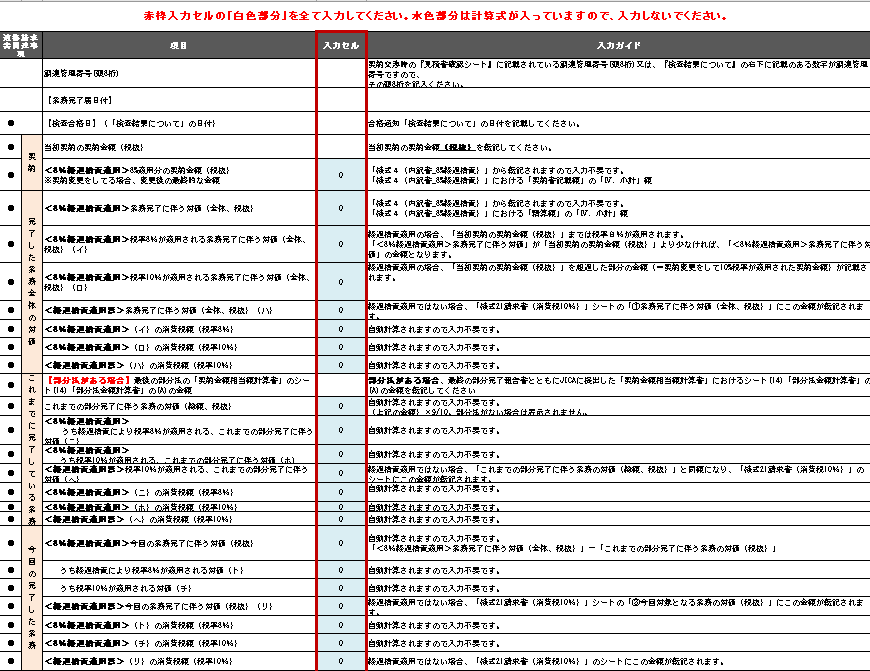 赤枠入力セルの「白色部分」を全て入力してください。水色部分は計算式が入っていますので、入力しないでください。
項目
入力セル
入力ガイド
調達管理番号(頭8桁)
契約交渉時の『見積書確認シート』に記載されている調達管理番号(頭8桁)又は、『検査結果について』の右下に記載のある数字が調達管理
番号ですので、
その頭8桁を記入ください。
【業務完了届日付】
【検査合格日】(「検査結果について」の日付)
合格通知「検査結果について」の日付を記載してください。
契約
当初契約の契約金額(税抜)
当初契約の契約金額(税抜)を記載してください。
<8%経過措置適用>8%適用分の契約金額(税抜)
※契約変更をしてる場合、変更後の最終的な金額
0
「様式4(内訳書_8%経過措置)」から転記されますので入力不要です。
「様式4(内訳書_8%経過措置)」における「契約書記載額」の「Ⅳ. 小計」額
完了した業務全体の対価
<8%経過措置適用>業務完了に伴う対価(全体、税抜)
0
「様式4(内訳書_8%経過措置)」から転記されますので入力不要です。
「様式4(内訳書_8%経過措置)」における「精算額」の「Ⅳ. 小計」額
<8%経過措置適用>税率8%が適用される業務完了に伴う対価(全体、
税抜)(イ)
0
経過措置適用の場合、「当初契約の契約金額(税抜)」までは税率8%が適用されます。
「<8%経過措置適用>業務完了に伴う対価」が「当初契約の契約金額(税抜)」より少なければ、「<8%経過措置適用>業務完了に伴う対
価」の金額となります。
<8%経過措置適用>税率10%が適用される業務完了に伴う対価(全体、
税抜)(ロ)
0
経過措置適用の場合、「当初契約の契約金額(税抜)」を超過した部分の金額(=契約変更をして10%税率が適用された契約金額)が記載さ
れます。
<経過措置適用図>業務完了に伴う対価(全体、税抜)(ハ)
0
経過措置適用ではない場合、「様式21請求書(消費税10%)」シートの「①業務完了に伴う対価(全体、税抜)」にこの金額が転記されま
す。
<8%経過措置適用>(イ)の消費税額(税率8%)
0
自動計算されますので入力不要です。
<8%経過措置適用>(ロ)の消費税額(税率10%)
0
自動計算されますので入力不要です。
<経過措置適用図>(ハ)の消費税額(税率10%)
0
自動計算されますので入力不要です。
これまでに完了している業務
【部分払がある場合】最後の部分払の「契約金額相当額計算書」のシー
ト(14)「部分払金額計算書」の(A)の金額
0
部分払がある場合、最終の部分完了報告書とともにJICAに提出した「契約金額相当額計算書」におけるシート(14)「部分払金額計算書」の
(A)の金額を転記してください
これまでの部分完了に伴う業務の対価(総額、税抜)
0
自動計算されますので入力不要です。
(上記の金額)×9/10。部分払がない場合は表示されません。
<8%経過措置適用>
うち経過措置により税率8%が適用される、これまでの部分完了に伴う
対価(ニ)
0
自動計算されますので入力不要です。
<8%経過措置適用>
うち税率10%が適用される、これまでの部分完了に伴う対価(ホ)
0
自動計算されますので入力不要です。
<経過措置適用図>税率10%が適用される、これまでの部分完了に伴う
対価(ヘ)
0
経過措置適用ではない場合、「これまでの部分完了に伴う業務の対価(総額、税抜)」と同額になり、「様式21請求書(消費税10%)」の
シートにこの金額が転記されます。
<8%経過措置適用>(ニ)の消費税額(税率8%)
0
自動計算されますので入力不要です。
<8%経過措置適用>(ホ)の消費税額(税率10%)
0
自動計算されますので入力不要です。
<経過措置適用図>(ヘ)の消費税額(税率10%)
0
自動計算されますので入力不要です。
今回の完了した業務
<8%経過措置適用>今回の業務完了に伴う対価(税抜)
0
自動計算されますので入力不要です。
「<8%経過措置適用>業務完了に伴う対価(全体、税抜)」-「これまでの部分完了に伴う業務の対価(税抜)」
うち経過措置により税率8%が適用される対価(ト)
0
自動計算されますので入力不要です。
うち税率10%が適用される対価(チ)
0
自動計算されますので入力不要です。
<経過措置適用図>今回の業務完了に伴う対価(税抜)(リ)
0
経過措置適用ではない場合、「様式21請求書(消費税10%)」シートの「②今回対象となる業務の対価(税抜)」にこの金額が転記されま
す。
<8%経過措置適用>(ト)の消費税額(税率8%)
0
自動計算されますので入力不要です。
<8%経過措置適用>(チ)の消費税額(税率10%)
0
自動計算されますので入力不要です。
<経過措置適用図>(リ)の消費税額(税率10%)
0
経過措置適用ではない場合、「様式21請求書(消費税10%)」のシートにこの金額が転記されます。